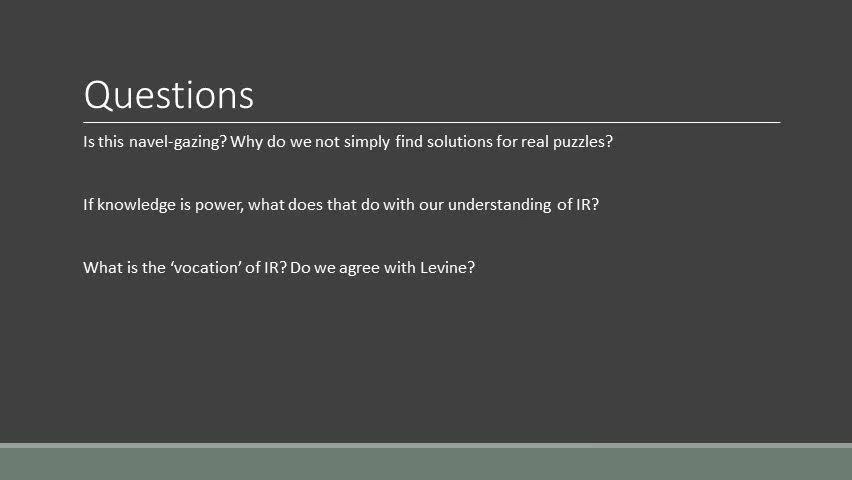 Questions
Is this navel-gazing? Why do we not simply find solutions for real puzzles?
If knowledge is power, what does that do with our understanding of IR?
What is the ‘vocation’ of IR? Do we agree with Levine?